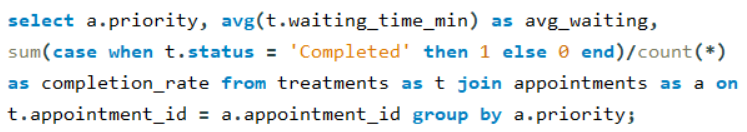 select a.priority, avg(t.waiting_time_min) as avg_waiting,
sum(case when t.status = 'Completed' then 1 else 0 end)/count(*)
as completion_rate from treatments as t join appointments as a on
t.appointment_id = a.appointment_id group by a.priority;